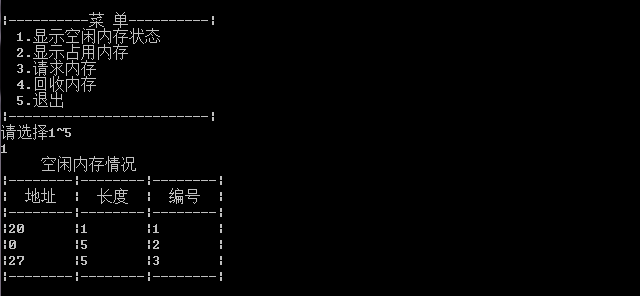 ¦----------菜 单----------¦
1.显示空闲内存状态
2.显示占用内存
3.请求内存
4.回收内存
5.退出
¦-------------------------¦
请选择1~5
1
空闲内存情况
¦--------¦--------¦--------¦
¦ 地址 ¦ 长度 ¦ 编号 ¦
¦--------¦--------¦--------¦
¦20 ¦1 ¦1 ¦
¦0 ¦5 ¦2 ¦
¦27 ¦5 ¦3 ¦
¦--------¦--------¦--------¦